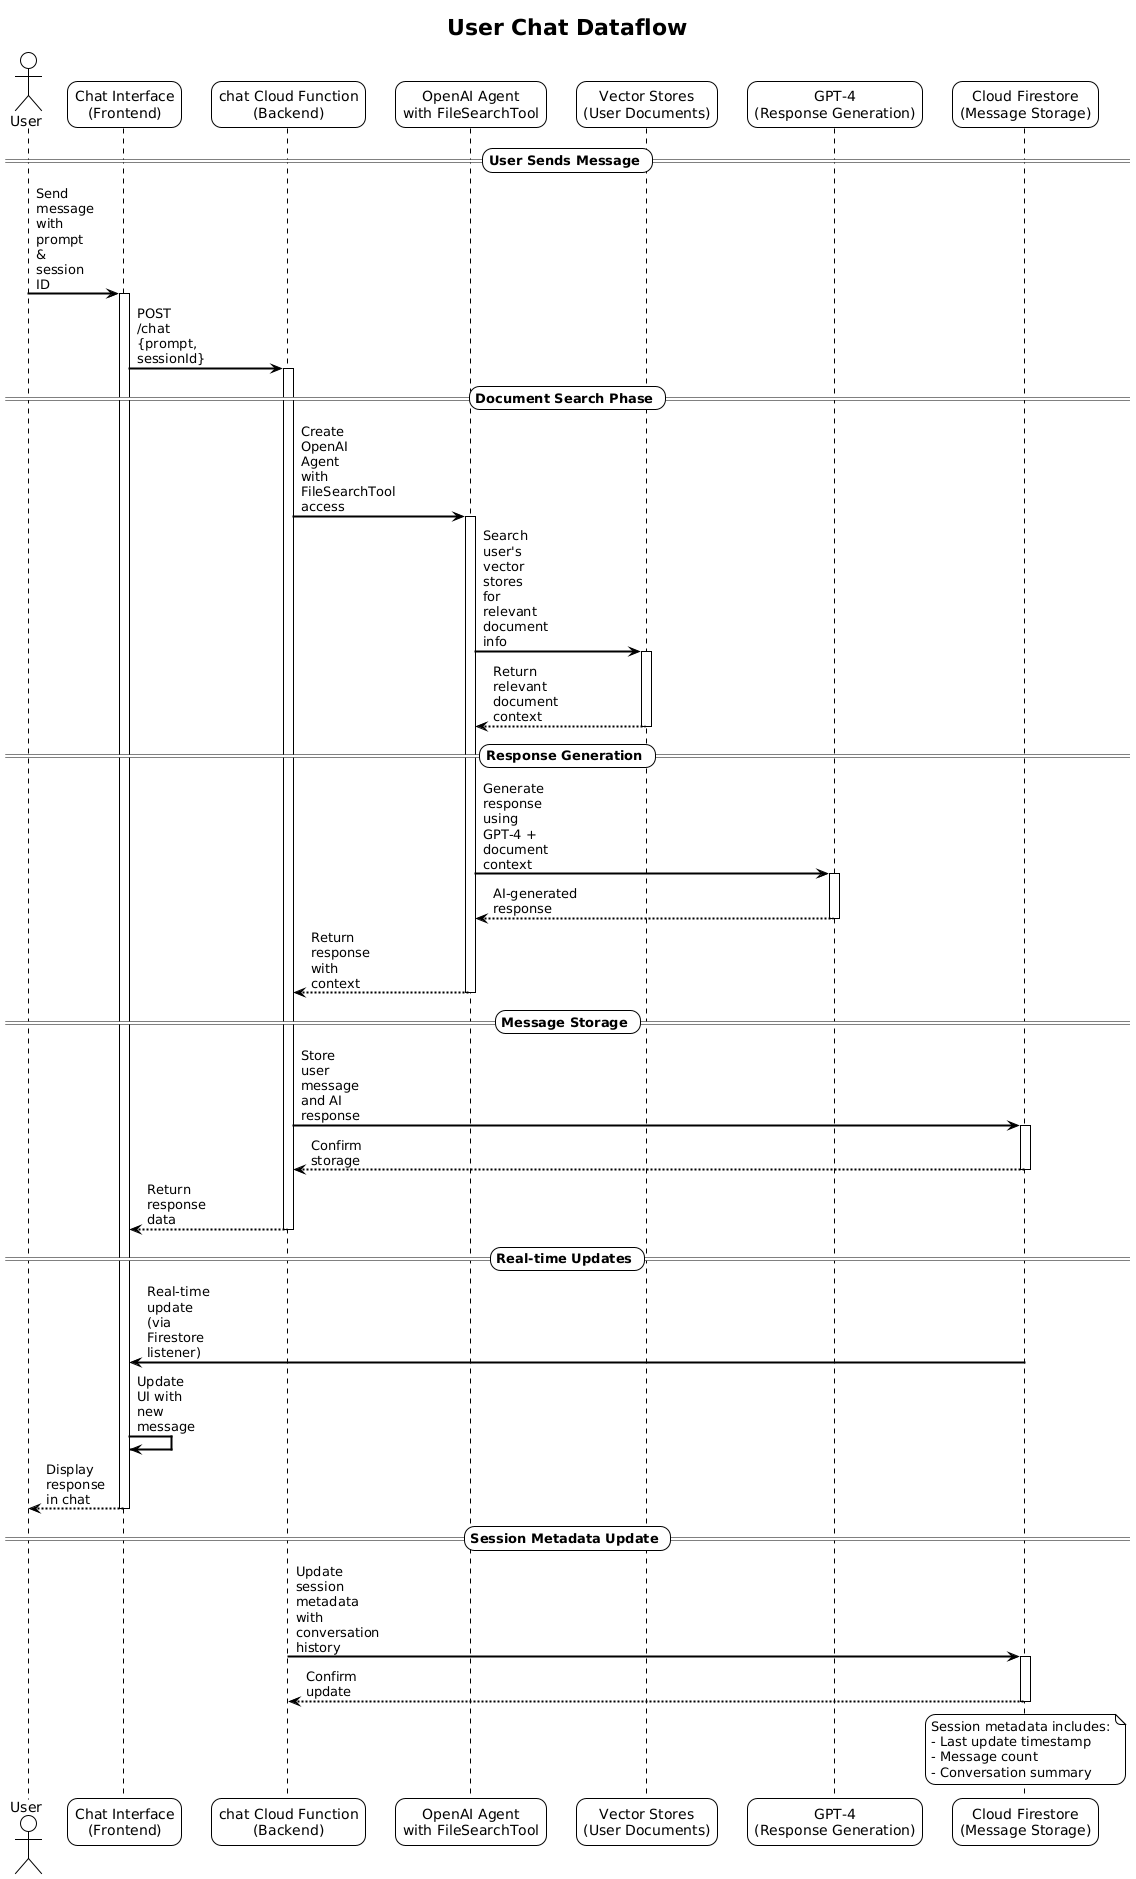 User Chat Dataflow
User
Chat Interface
(Frontend)
chat Cloud Function
(Backend)
OpenAI Agent
with FileSearchTool
Vector Stores
(User Documents)
GPT-4
(Response Generation)
Cloud Firestore
(Message Storage)
User Sends Message
Send
message
with
prompt
&
session
ID
POST
/chat
{prompt,
sessionId}
Document Search Phase
Create
OpenAI
Agent
with
FileSearchTool
access
Search
user's
vector
stores
for
relevant
document
info
Return
relevant
document
context
Response Generation
Generate
response
using
GPT-4 +
document
context
AI-generated
response
Return
response
with
context
Message Storage
Store
user
message
and AI
response
Confirm
storage
Return
response
data
Real-time Updates
Real-time
update
(via
Firestore
listener)
Update
UI with
new
message
Display
response
in chat
Session Metadata Update
Update
session
metadata
with
conversation
history
Confirm
update
Session metadata includes:
- Last update timestamp
- Message count
- Conversation summary
User
Chat Interface
(Frontend)
chat Cloud Function
(Backend)
OpenAI Agent
with FileSearchTool
Vector Stores
(User Documents)
GPT-4
(Response Generation)
Cloud Firestore
(Message Storage)